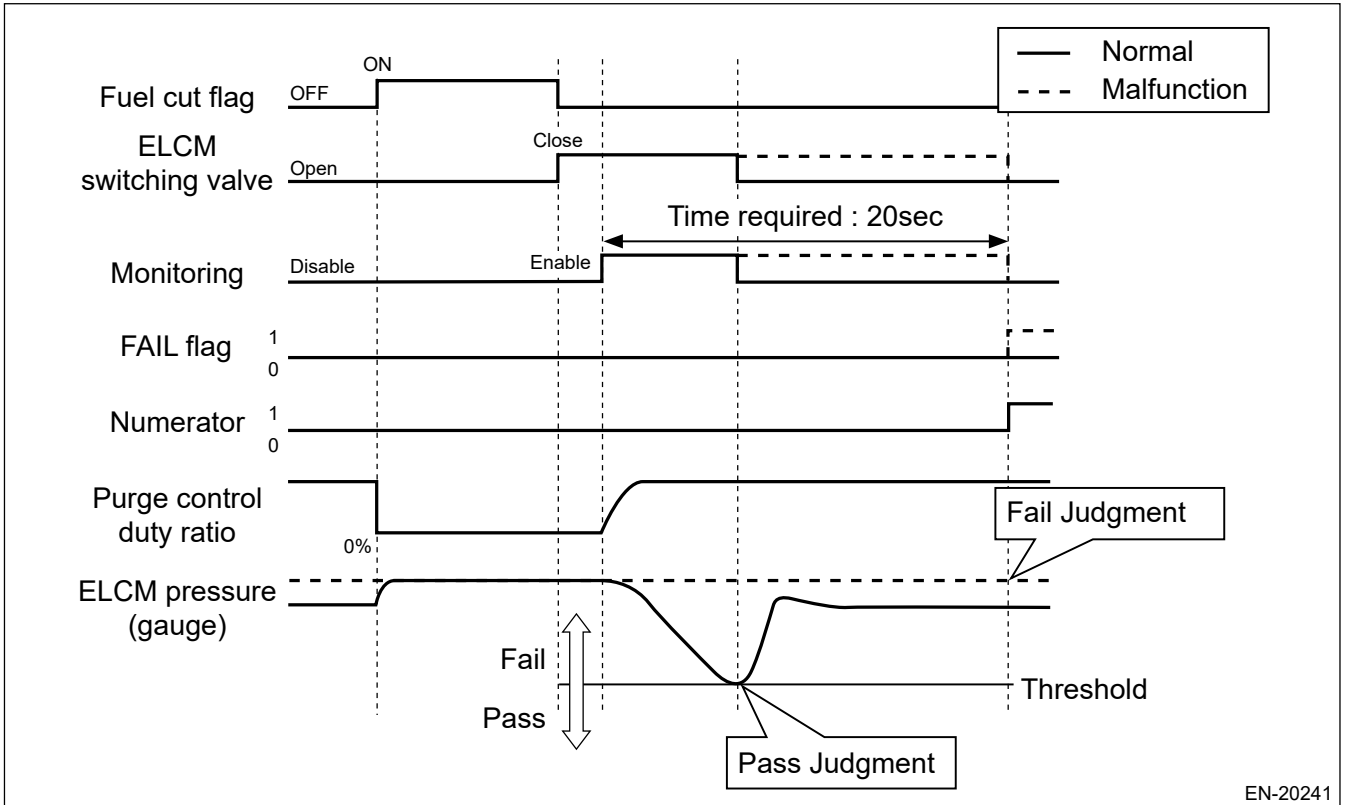 Normal
Malfunction
ON
Fuel cut flag
OFF
ELCM
switching valve
Close
Open
Time required : 20sec
Monitoring
Disable
Enable
FAIL flag
1
0
Numerator
1
0
Purge control
duty ratio
0%
Fail Judgment
ELCM pressure
(gauge)
Fail
Pass
Threshold
Pass Judgment
EN-20241